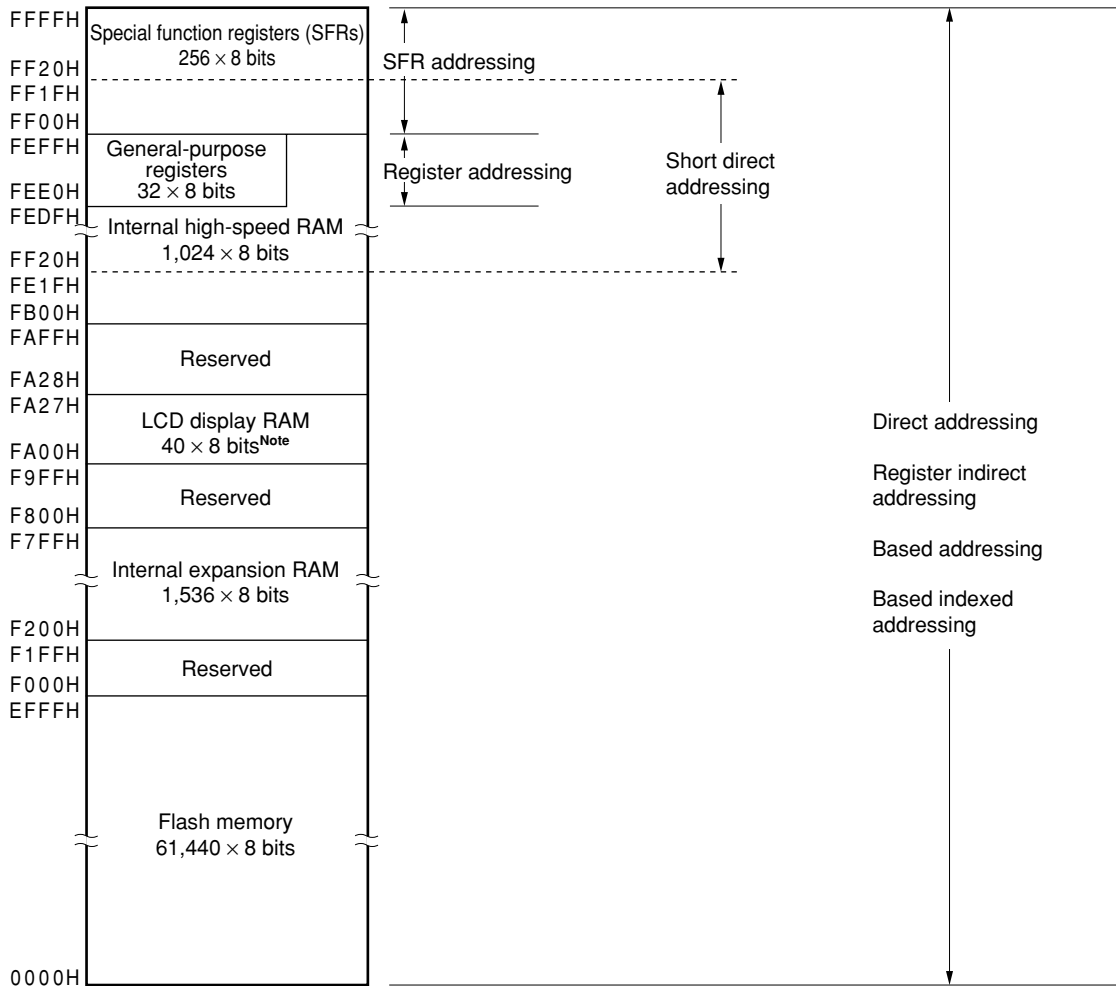 FFFFH
Special function registers (SFRs)
256 × 8 bits
SFR addressing
FF20H
FF1FH
FF00H
FEFFH
General-purpose
registers
32 × 8 bits
Register addressing
Short direct
addressing
FEE0H
FEDFH
Internal high-speed RAM
1,024 × 8 bits
FF20H
FE1FH
FB00H
FAFFH
Reserved
FA28H
FA27H
LCD display RAM
40 × 8 bitsNote
FA00H
F9FFH
Reserved
F800H
F7FFH
Internal expansion RAM
1,536 × 8 bits
F200H
F1FFH
Reserved
F000H
EFFFH
Flash memory
61,440 × 8 bits
0000H
Direct addressing
Register indirect
addressing
Based addressing
Based indexed
addressing